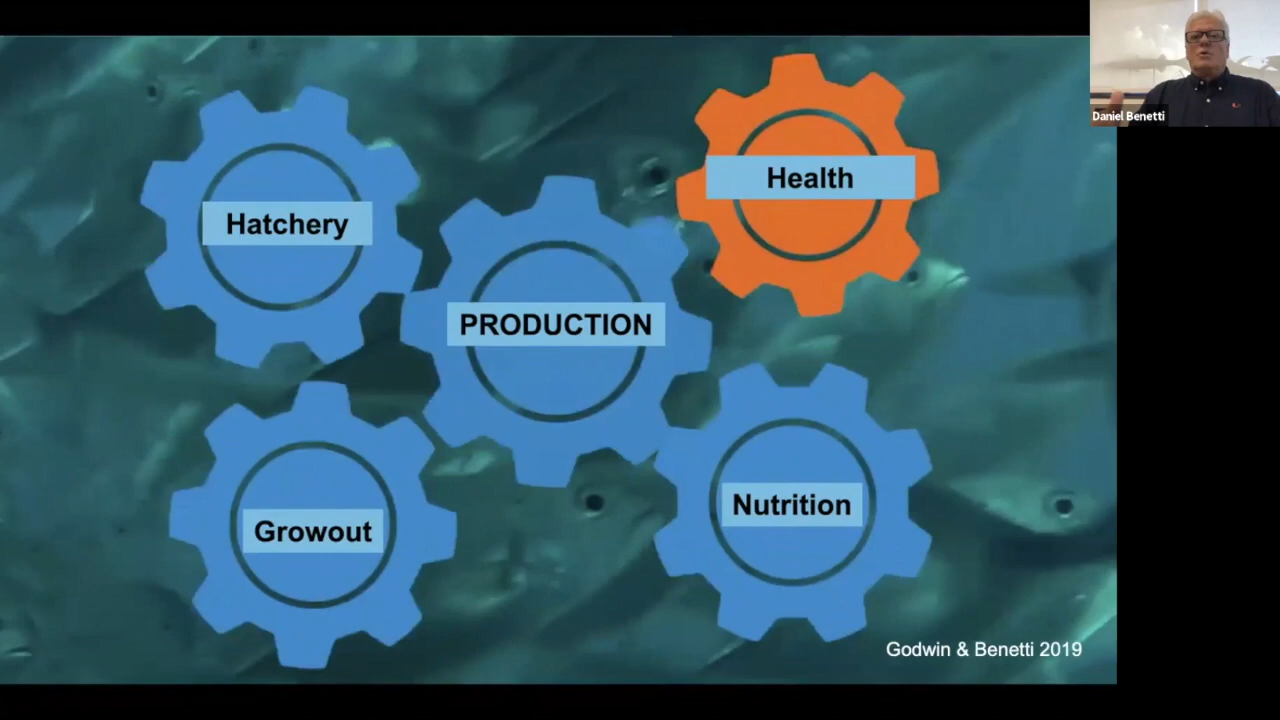 Daniel Benetti
Health
Hatchery
PRODUCTION
Nutrition
Growout
Godwin & Benetti 2019